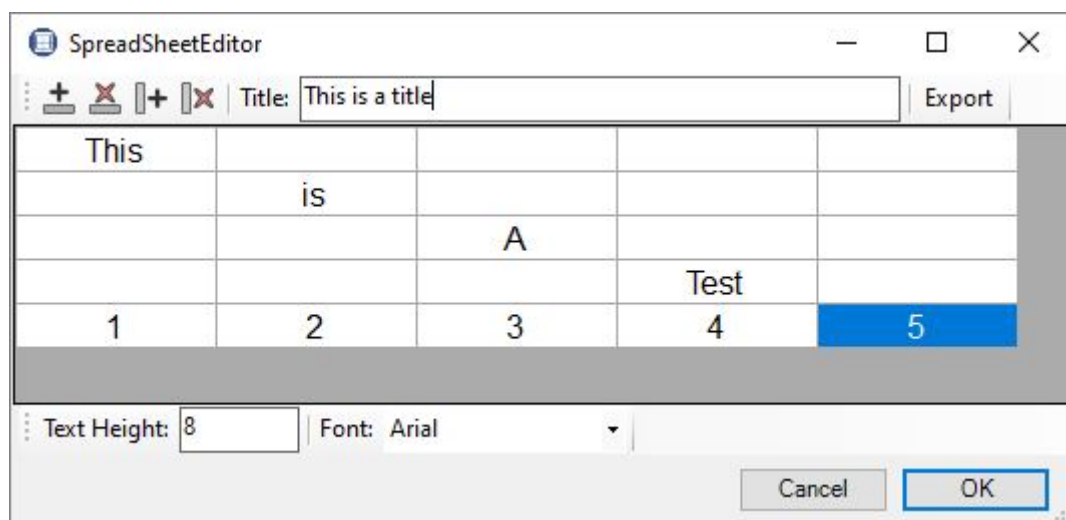 SpreadSheetEditor
Title: This is a title Export
This
is
A
Test
1 2 3 4 5
Text Height: 8 Font: Arial
Cancel OK